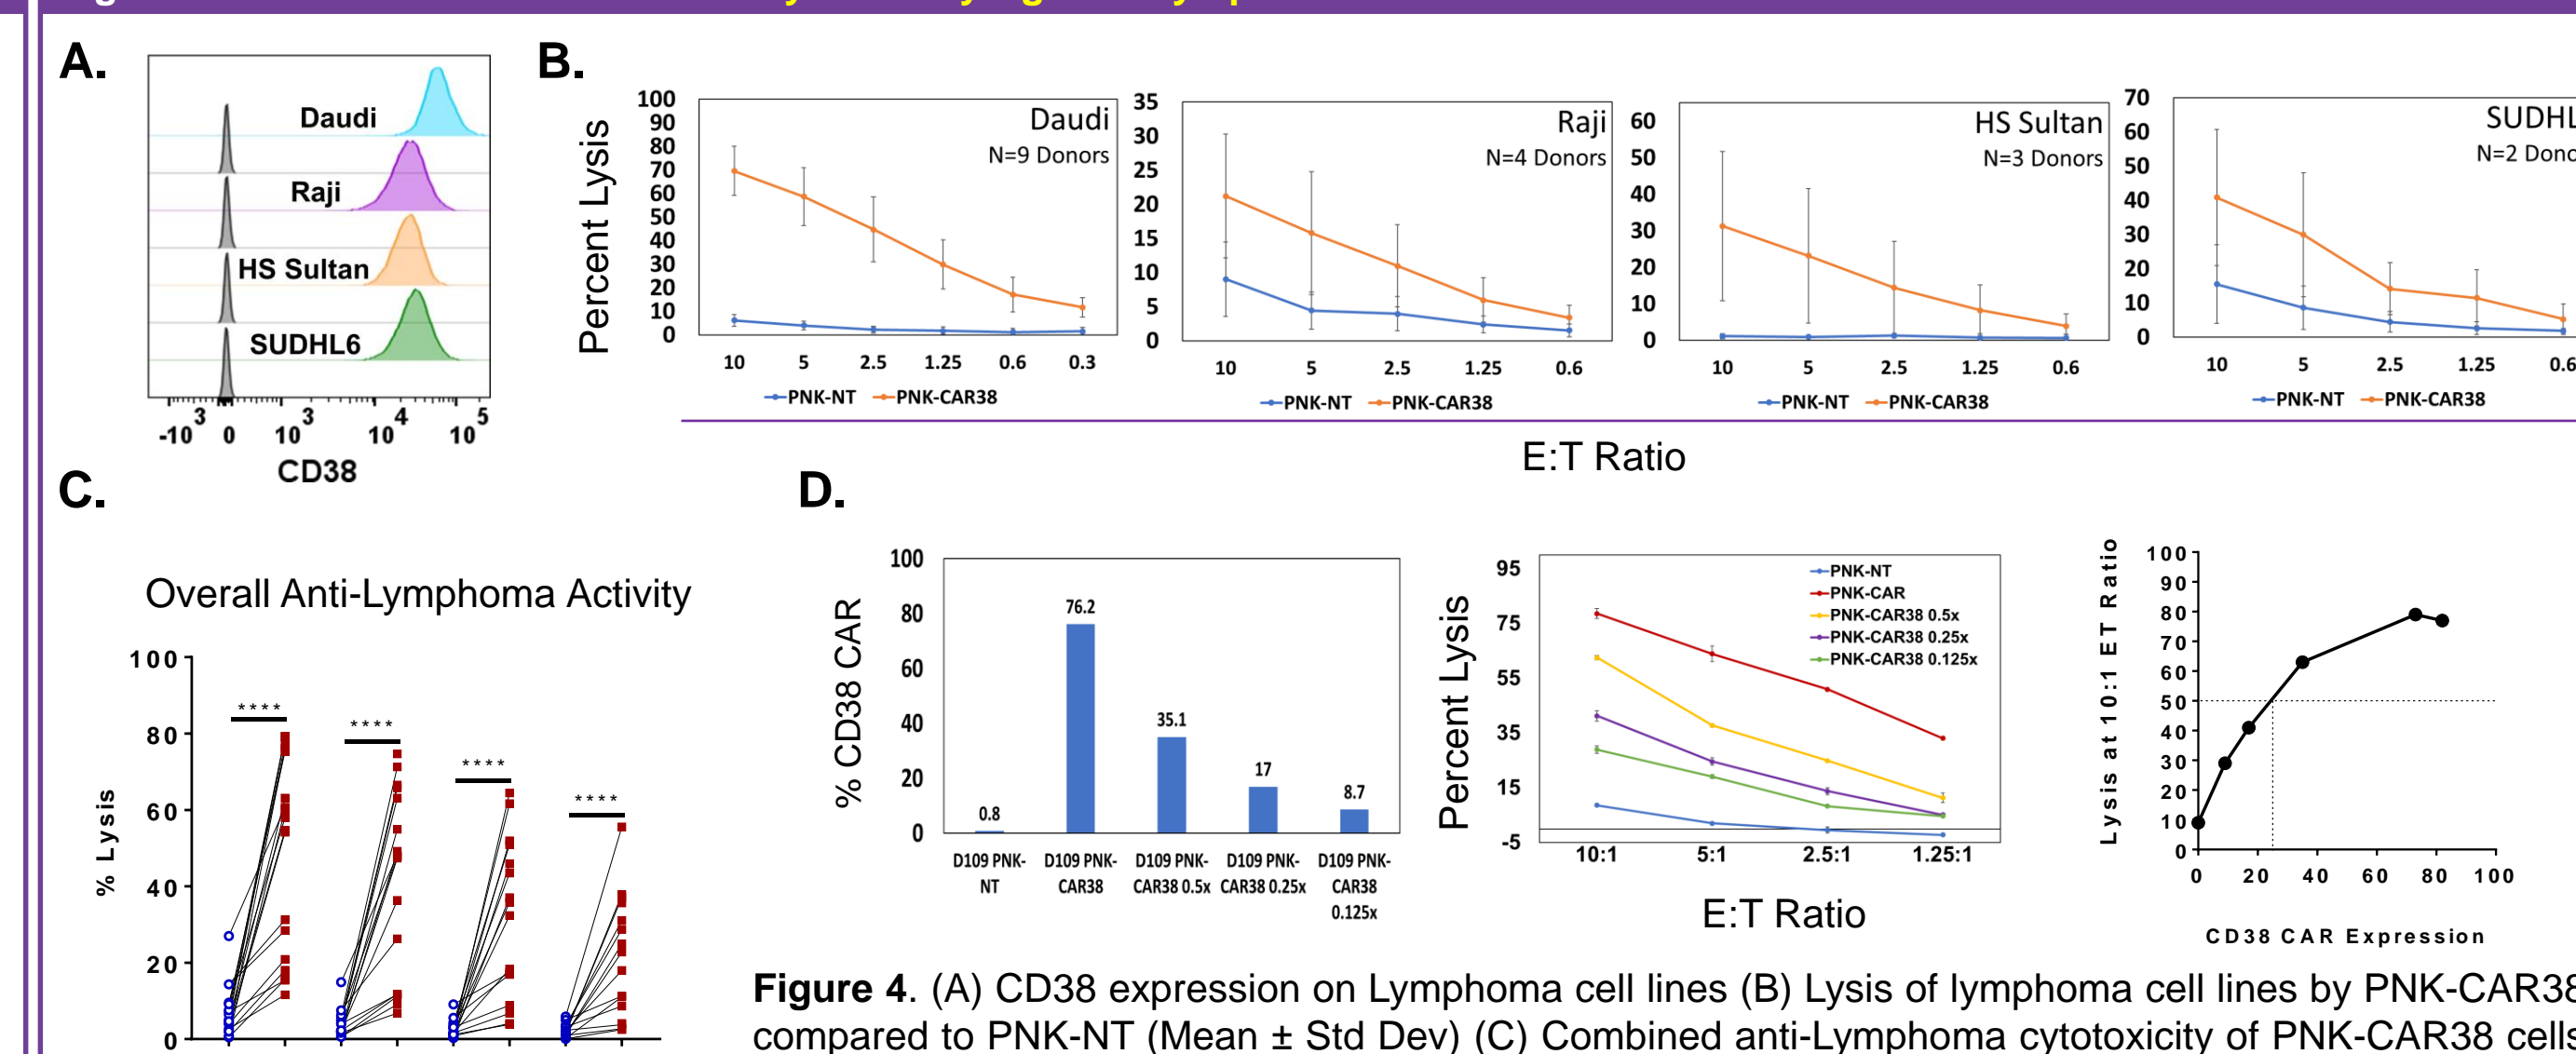 A.
Daudi
Raji
HS Sultan
SUDHL6
-10 3 0 10 3 10 4 10 5
CD38
B.
Percent Lysis
100
90
80
70
60
50
40
30
20
10
0
Daudi
N=9 Donors
10 5 2.5 1.25 0.6 0.3
PNK-NT PNK-CAR38
35
30
25
20
15
10
5
0
Raji
N=4 Donors
10 5 2.5 1.25 0.6
PNK-NT PNK-CAR38
60
50
40
30
20
10
0
HS Sultan
N=3 Donors
10 5 2.5 1.25 0.6
PNK-NT PNK-CAR38
70
60
50
40
30
20
10
0
SUDHL
N=2 Dono
10 5 2.5 1.25 0.6
PNK-NT PNK-CAR38
E:T Ratio
C.
Overall Anti-Lymphoma Activity
% Lysis
100
80
60
40
20
0
**** **** **** ****
D.
% CD38 CAR
100
80
60
40
20
0
0.8
76.2
35.1
17
8.7
D109 PNK-
NT
D109 PNK-
CAR38
D109 PNK-
CAR38 0.5x
D109 PNK-
CAR38 0.25x
D109 PNK-
CAR38
0.125x
Percent Lysis
95
75
55
35
15
-5
PNK-NT
PNK-CAR
PNK-CAR38 0.5x
PNK-CAR38 0.25x
PNK-CAR38 0.125x
10:1 5:1 2.5:1 1.25:1
E:T Ratio
Lysis at 10:1 ET Ratio
100
90
80
70
60
50
40
30
20
10
0
0 20 40 60 80 100
CD38 CAR Expression
Figure 4. (A) CD38 expression on Lymphoma cell lines (B) Lysis of lymphoma cell lines by PNK-CAR38
compared to PNK-NT (Mean ± Std Dev) (C) Combined anti-Lymphoma cytotoxicity of PNK-CAR38 cells